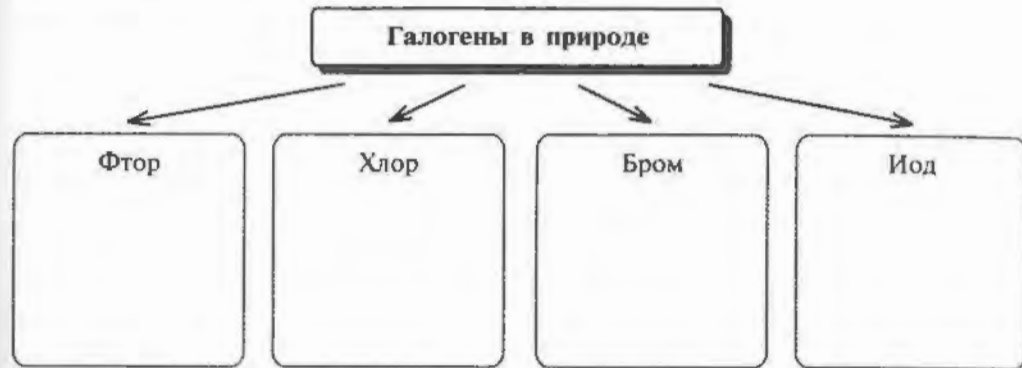 Галогены в природе
Фтор
Хлор
Бром
Иод